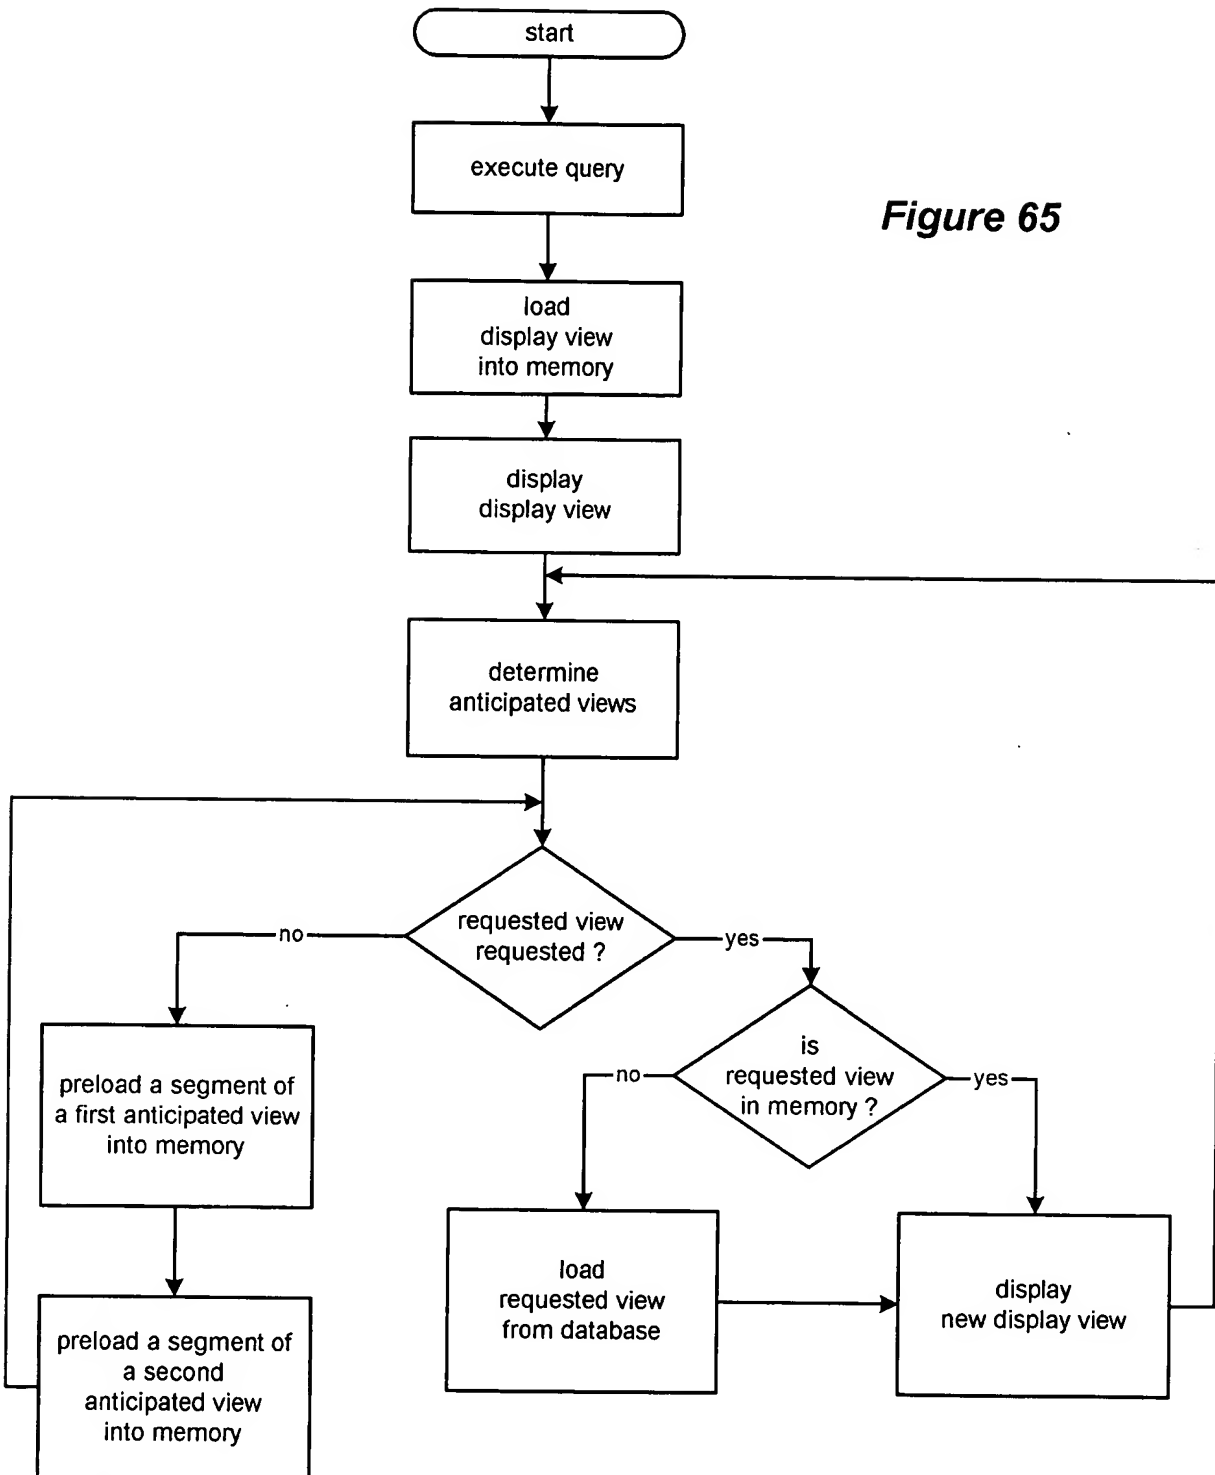 start
execute query
Figure 65
load
display view
into memory
display
display view
determine
anticipated views
requested view
requested ?
no
yes
is
requested view
in memory ?
no
yes
preload a segment of
a first anticipated view
into memory
load
requested view
from database
display
new display view
preload a segment of
a second
anticipated view
into memory